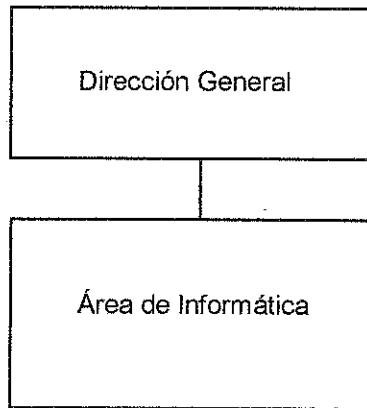 Dirección General
Área de Informática